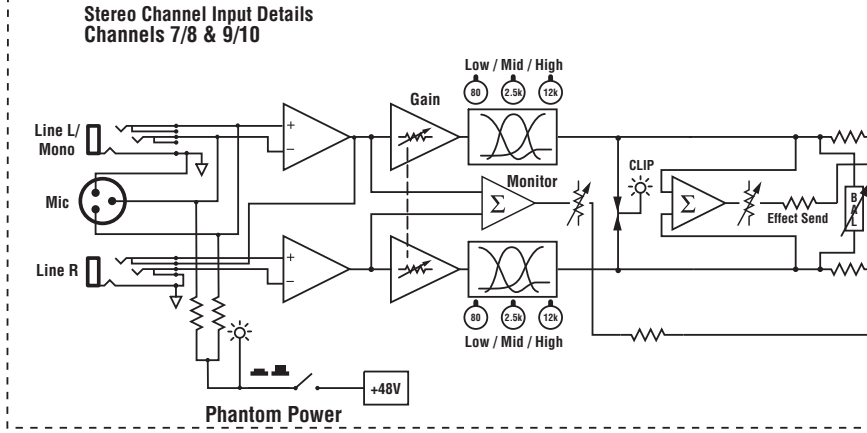 Stereo Channel Input Details
Channels 7/8 & 9/10
Low / Mid / High
80 2.5k 12k
Gain
Line L/
Mono
+
−
CLIP
Monitor
Σ
Σ
Mic
Effect Send
BAL
Line R
+
−
80 2.5k 12k
Low / Mid / High
+48V
Phantom Power